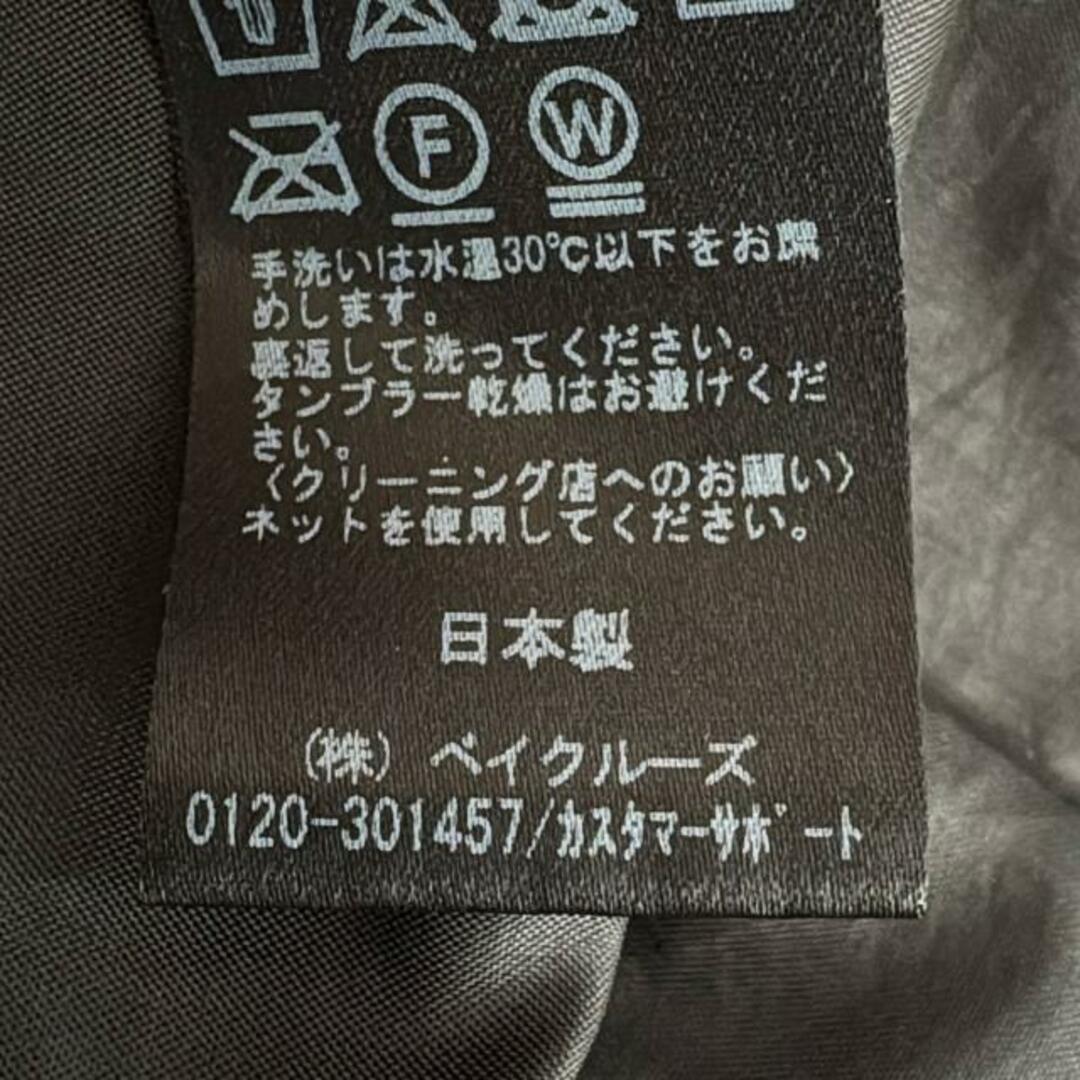 F W
手洗いは水温30℃以下をお願
めします。
裏返して洗ってください。
タンブラー乾燥はお避けくだ
さい。
〈クリーニング店へのお願い〉
ネットを使用してください。
日本製
(株) ベイクルーズ
0120-301457/カスタマーサポート